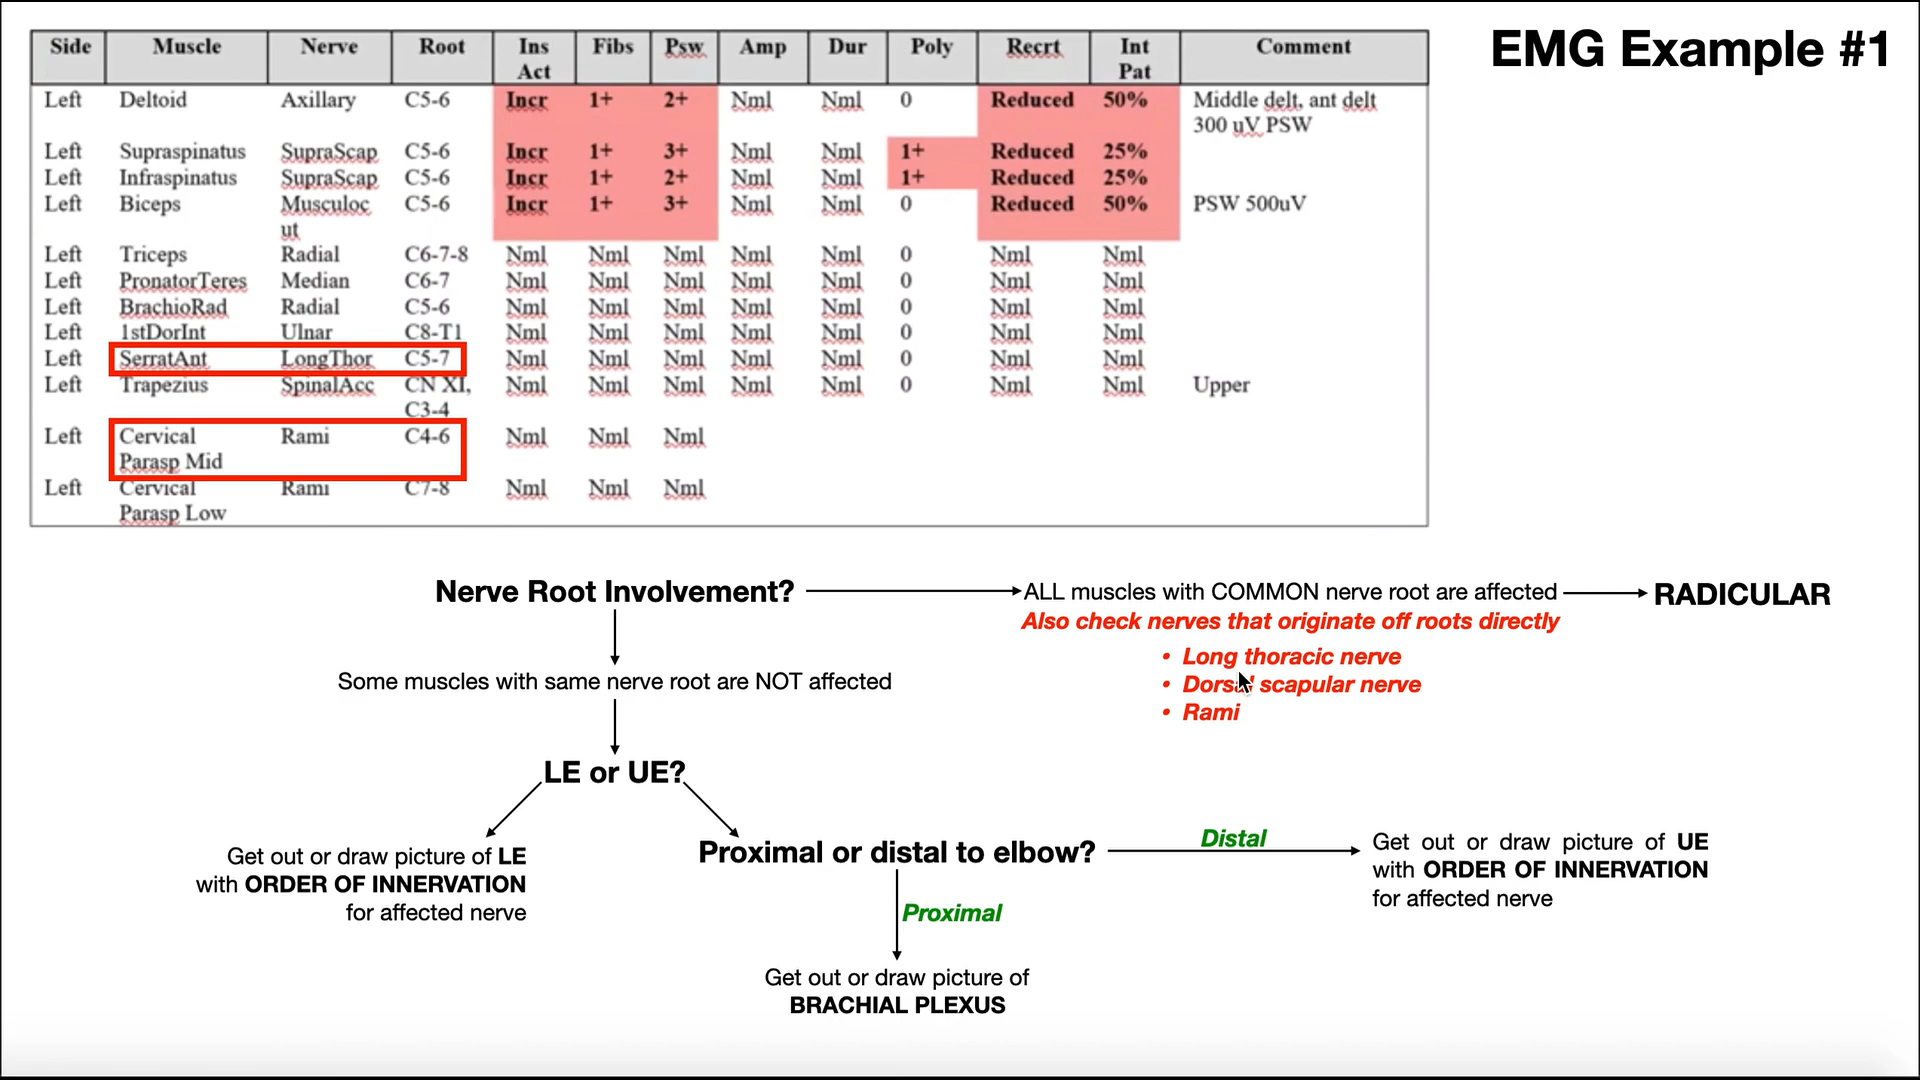 EMG Example #1
Side Muscle Nerve Root Ins Act Fibs Psw Amp Dur Poly Recrt Int Pat Comment
Left Deltoid Axillary C5-6 Incr 1+ 2+ Nml Nml 0 Reduced 50% Middle delt, ant delt 300 uV PSW
Left Supraspinatus SupraScap C5-6 Incr 1+ 3+ Nml Nml 1+ Reduced 25%
Left Infraspinatus SupraScap C5-6 Incr 1+ 2+ Nml Nml 1+ Reduced 25%
Left Biceps Musculoc ut C5-6 Incr 1+ 3+ Nml Nml 0 Reduced 50% PSW 500uV
Left Triceps Radial C6-7-8 Nml Nml Nml Nml Nml 0 Nml Nml
Left PronatorTeres Median C6-7 Nml Nml Nml Nml Nml 0 Nml Nml
Left BrachioRad Radial C5-6 Nml Nml Nml Nml Nml 0 Nml Nml
Left 1stDorInt Ulnar C8-T1 Nml Nml Nml Nml Nml 0 Nml Nml
Left SerratAnt LongThor C5-7 Nml Nml Nml Nml Nml 0 Nml Nml
Left Trapezius SpinalAcc CN XI, C3-4 Nml Nml Nml Nml Nml 0 Nml Nml Upper
Left Cervical Parasp Mid Rami C4-6 Nml Nml Nml
Left Cervical Parasp Low Rami C7-8 Nml Nml Nml
Nerve Root Involvement?
ALL muscles with COMMON nerve root are affected
RADICULAR
Also check nerves that originate off roots directly
• Long thoracic nerve
• Dorsal scapular nerve
• Rami
Some muscles with same nerve root are NOT affected
LE or UE?
Get out or draw picture of LE
with ORDER OF INNERVATION
for affected nerve
Proximal or distal to elbow?
Distal
Get out or draw picture of UE
with ORDER OF INNERVATION
for affected nerve
Proximal
Get out or draw picture of
BRACHIAL PLEXUS